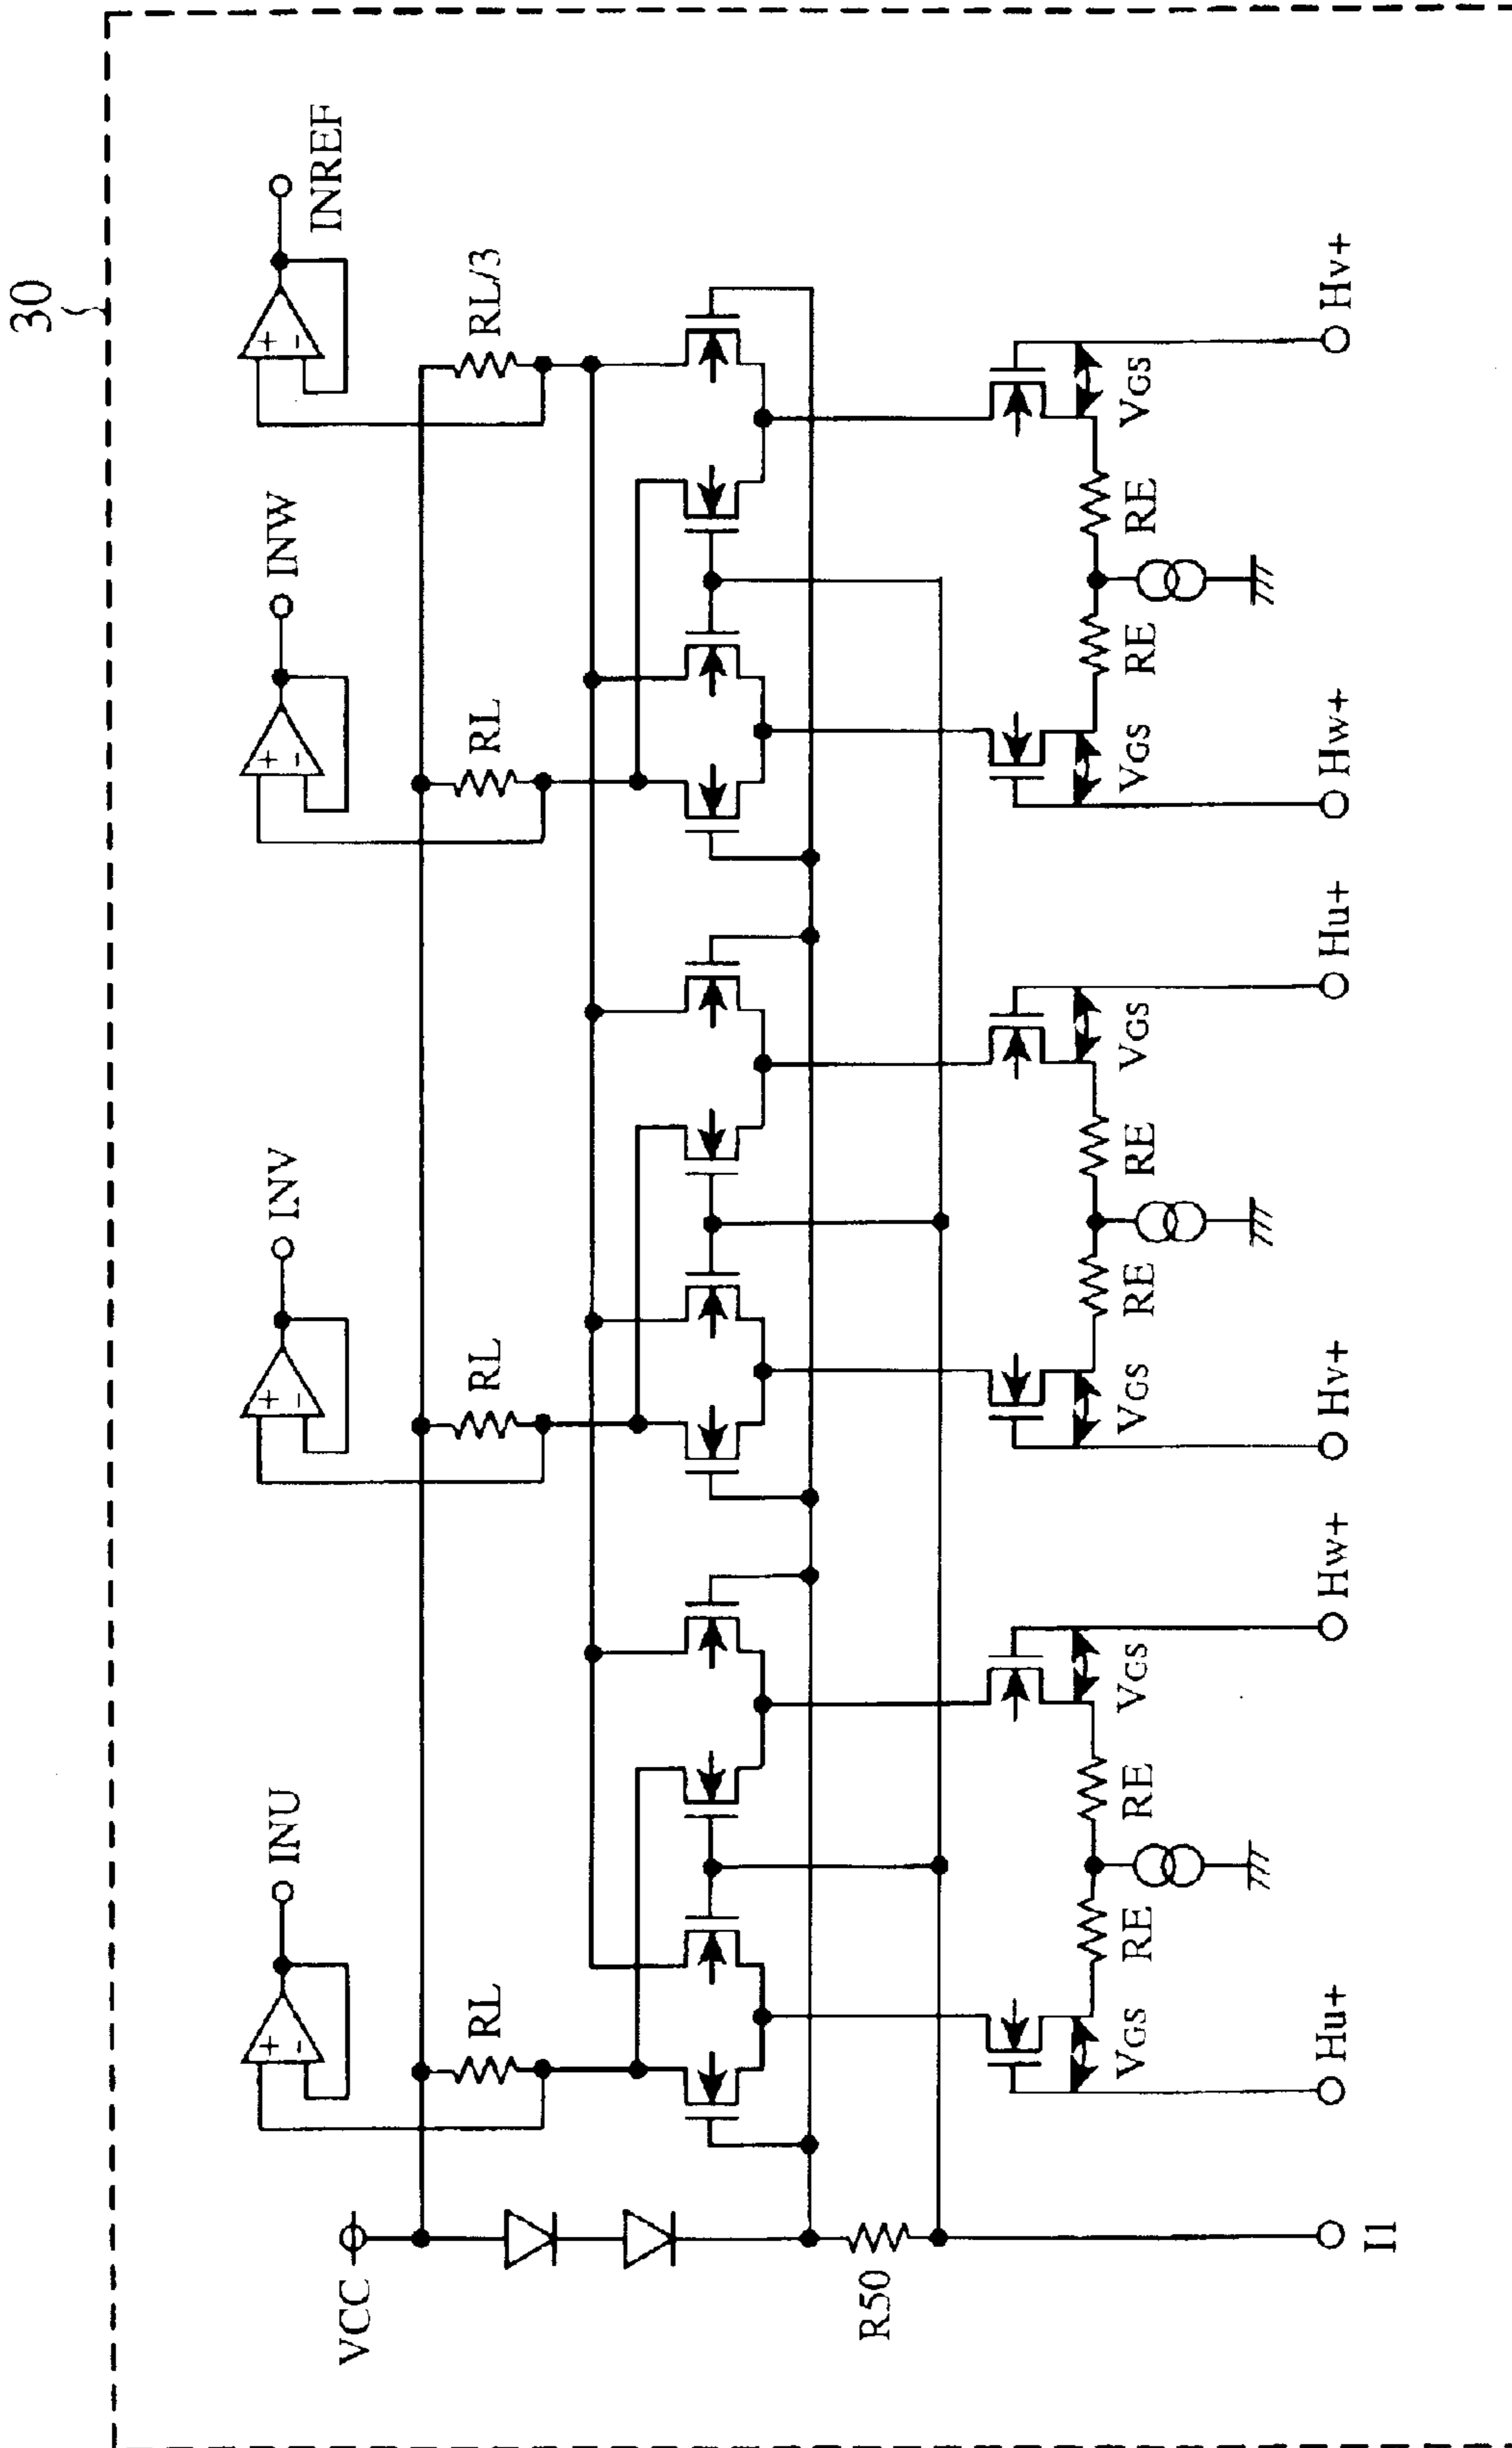 30
INU
INV
INW
INREF
VCC
RL
RL
RL
RL/3
R50
VGS
VGS
VGS
VGS
VGS
VGS
RE
RE
RE
RE
RE
RE
I1
Hu+
Hw+
Hv+
Hu+
Hw+
Hv+
+
-
+
-
+
-
+
-